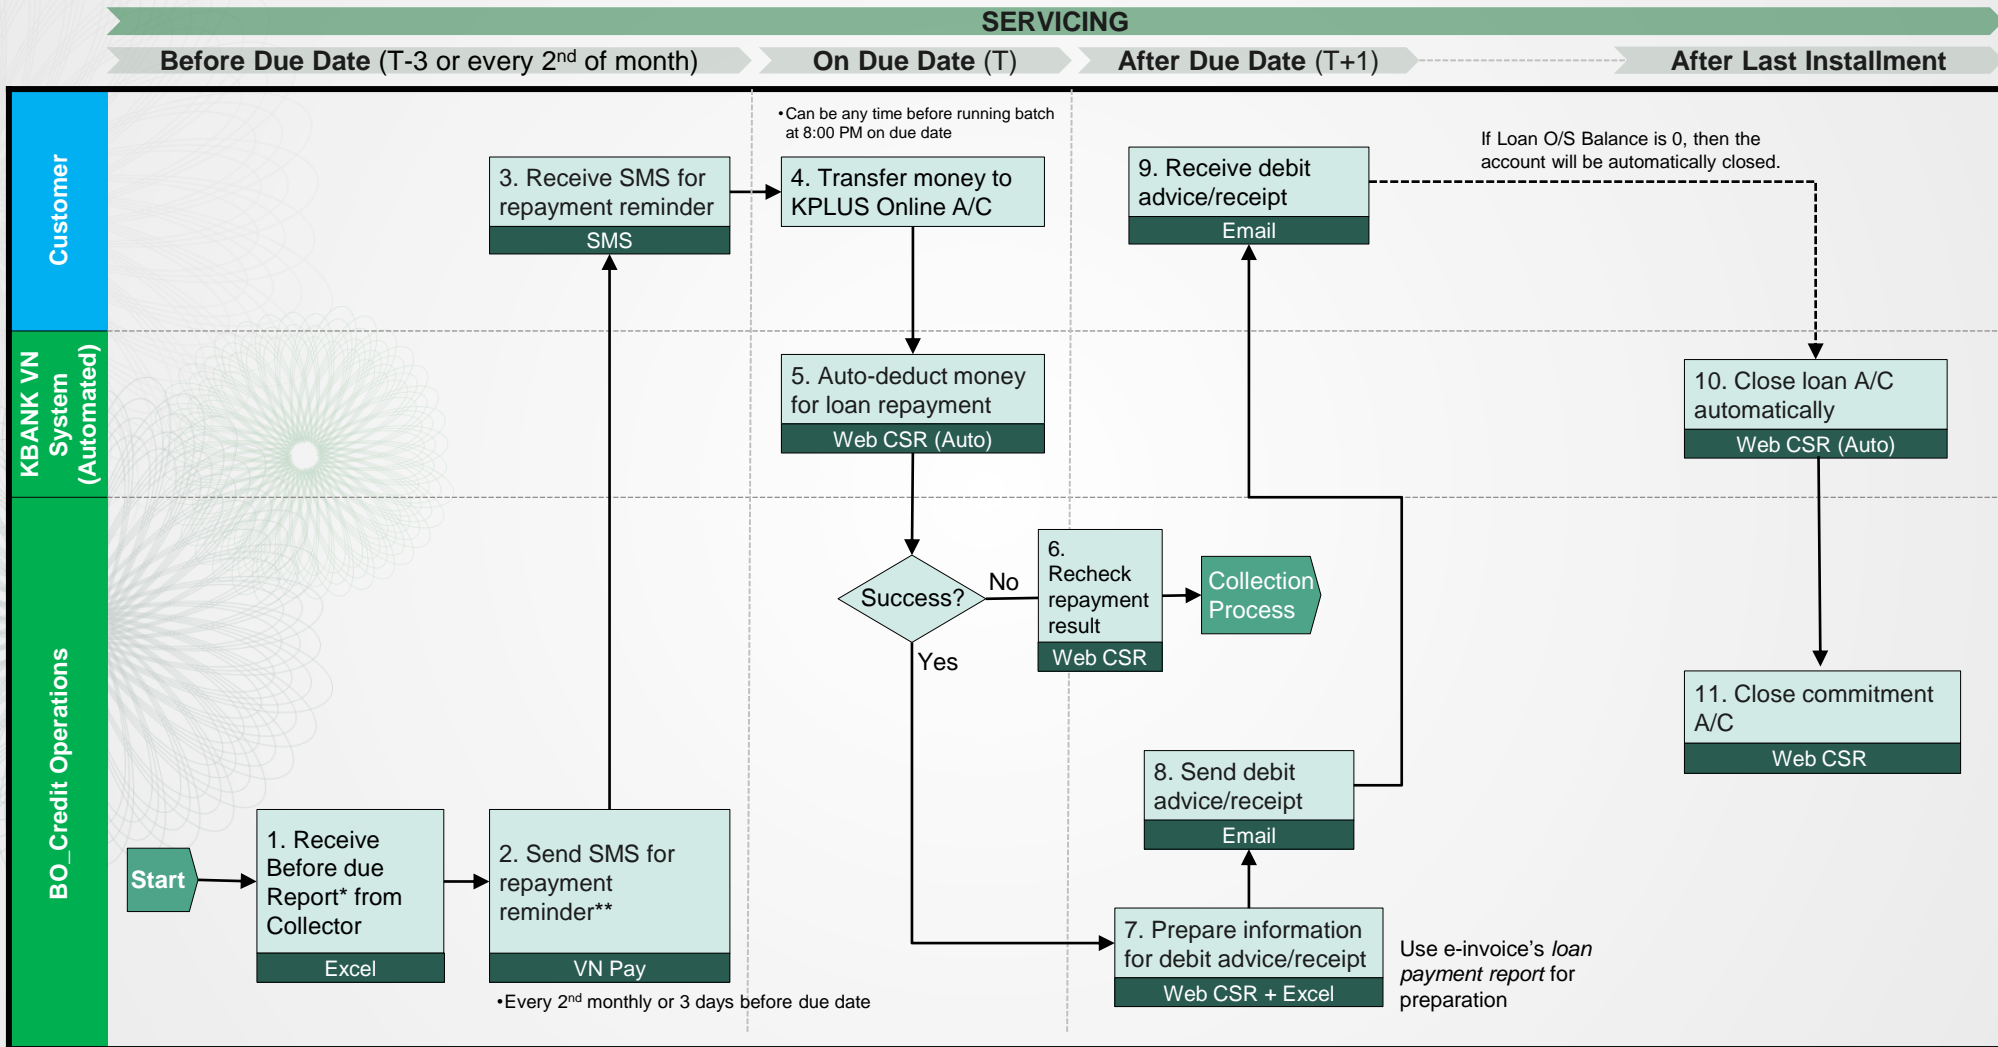 SERVICING
Before Due Date (T-3 or every 2nd of month)
On Due Date (T)
After Due Date (T+1)
After Last Installment
Customer
KBANK VN
System
(Automated)
BO_Credit Operations
•Can be any time before running batch
at 8:00 PM on due date
3. Receive SMS for
repayment reminder
SMS
4. Transfer money to
KPLUS Online A/C
9. Receive debit
advice/receipt
Email
If Loan O/S Balance is 0, then the
account will be automatically closed.
5. Auto-deduct money
for loan repayment
Web CSR (Auto)
10. Close loan A/C
automatically
Web CSR (Auto)
Success?
No
Yes
6.
Recheck
repayment
result
Web CSR
Collection
Process
11. Close commitment
A/C
Web CSR
8. Send debit
advice/receipt
Email
Start
1. Receive
Before due
Report* from
Collector
Excel
2. Send SMS for
repayment
reminder**
VN Pay
•Every 2nd monthly or 3 days before due date
7. Prepare information
for debit advice/receipt
Web CSR + Excel
Use e-invoice’s loan
payment report for
preparation